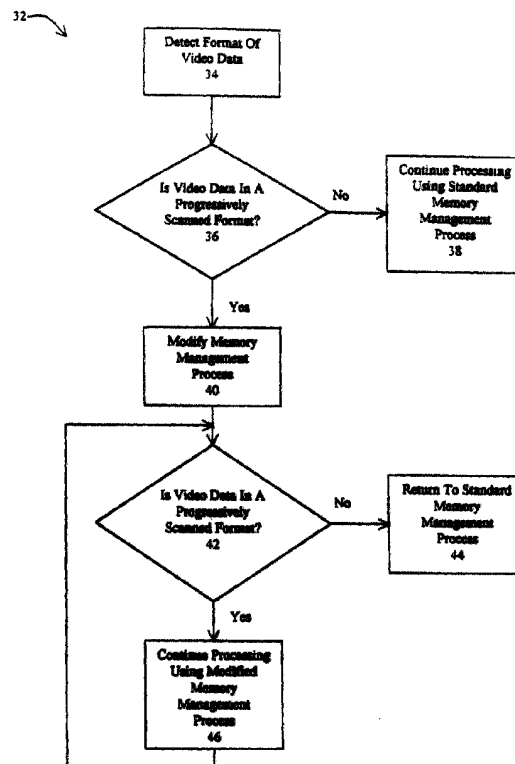 32
Detect Format Of
Video Data
34
Is Video Data In A
Progressively
Scanned Format?
36
No
Continue Processing
Using Standard
Memory
Management
Process
38
Yes
Modify Memory
Management
Process
40
Is Video Data In A
Progressively
Scanned Format?
42
No
Return To Standard
Memory
Management
Process
44
Yes
Continue Processing
Using Modified
Memory
Management
Process
46